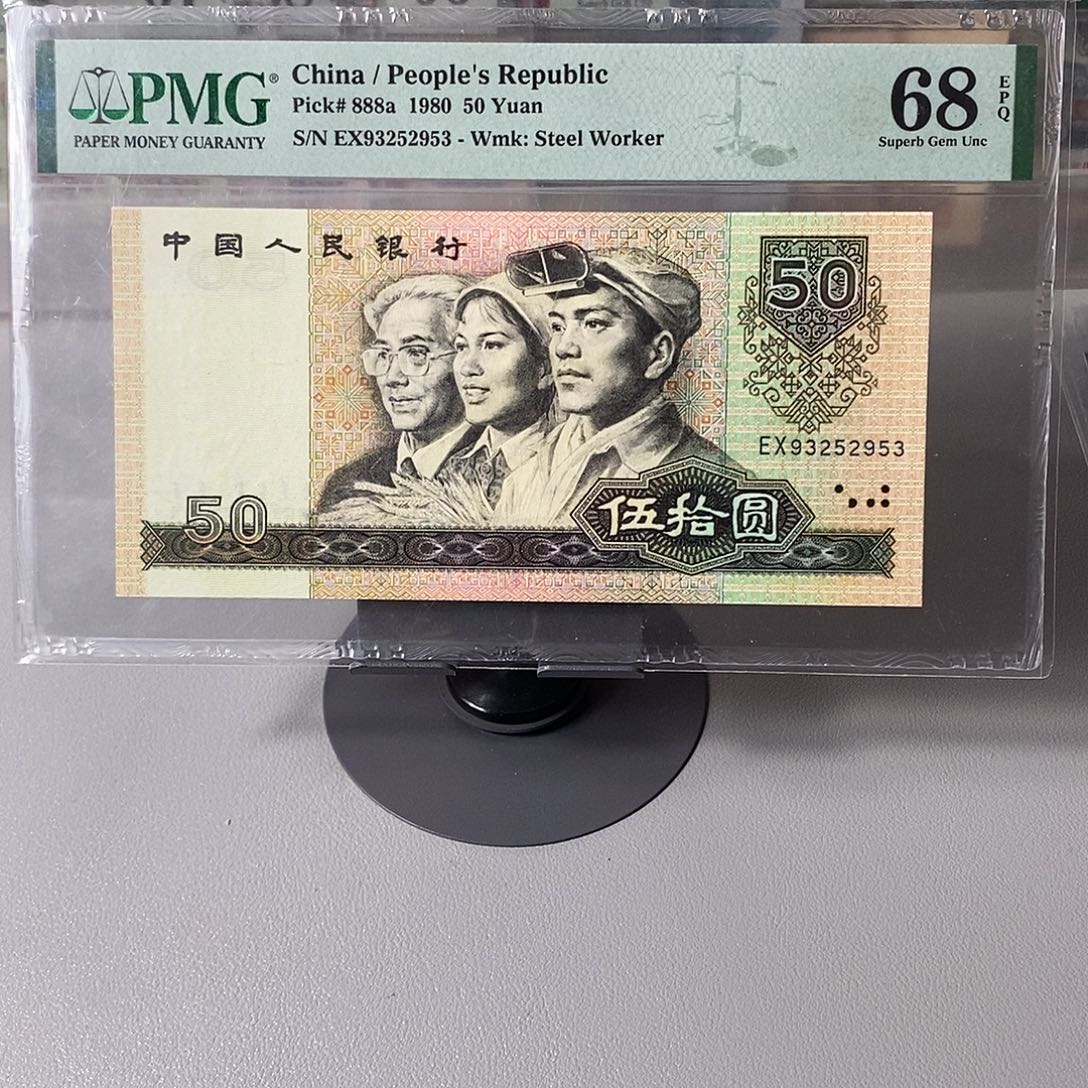 PMG®
PAPER MONEY GUARANTY
China / People's Republic
Pick# 888a 1980 50 Yuan
S/N EX93252953 - Wmk: Steel Worker
68
EPQ
Superb Gem Unc
中国人民银行
50
EX93252953
50
伍拾圆